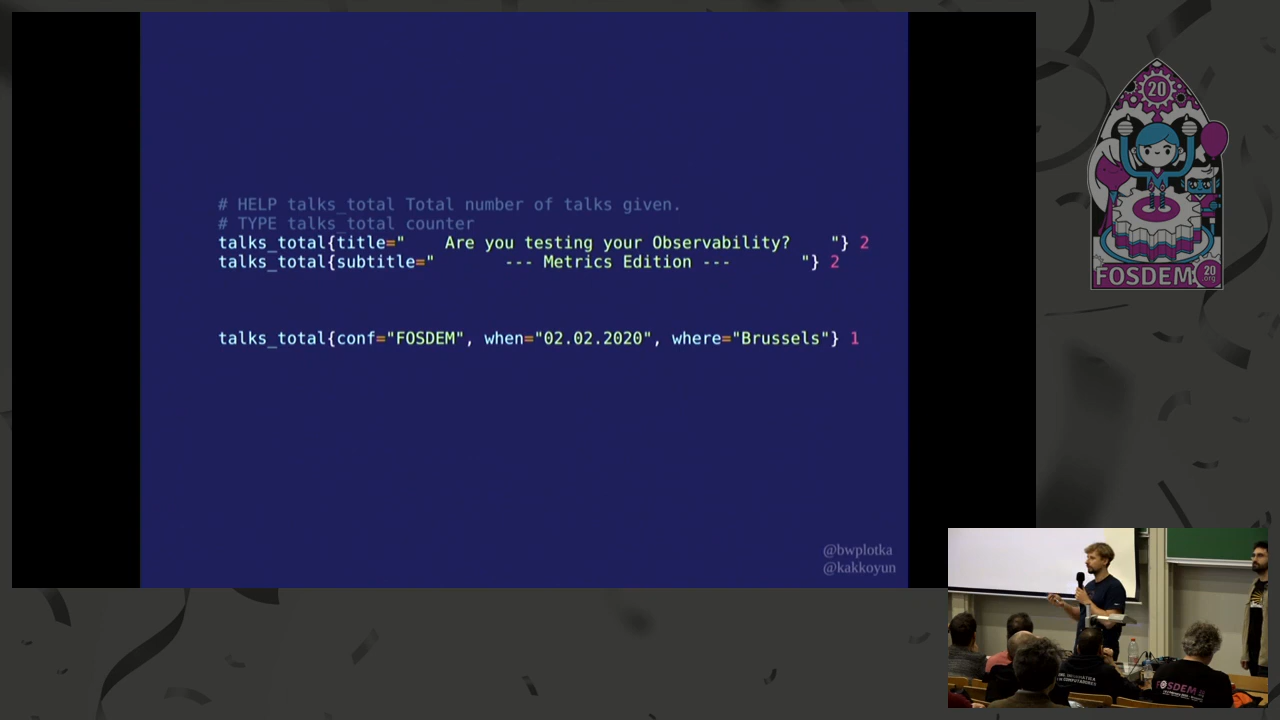 # HELP talks_total Total number of talks given.
# TYPE talks_total counter
talks_total{title="    Are you testing your Observability?    "} 2
talks_total{subtitle="       --- Metrics Edition ---       "} 2
talks_total{conf="FOSDEM", when="02.02.2020", where="Brussels"} 1
@bwplotka
@kakkoyun
20
FOSDEM 20
.org
FOSDEM